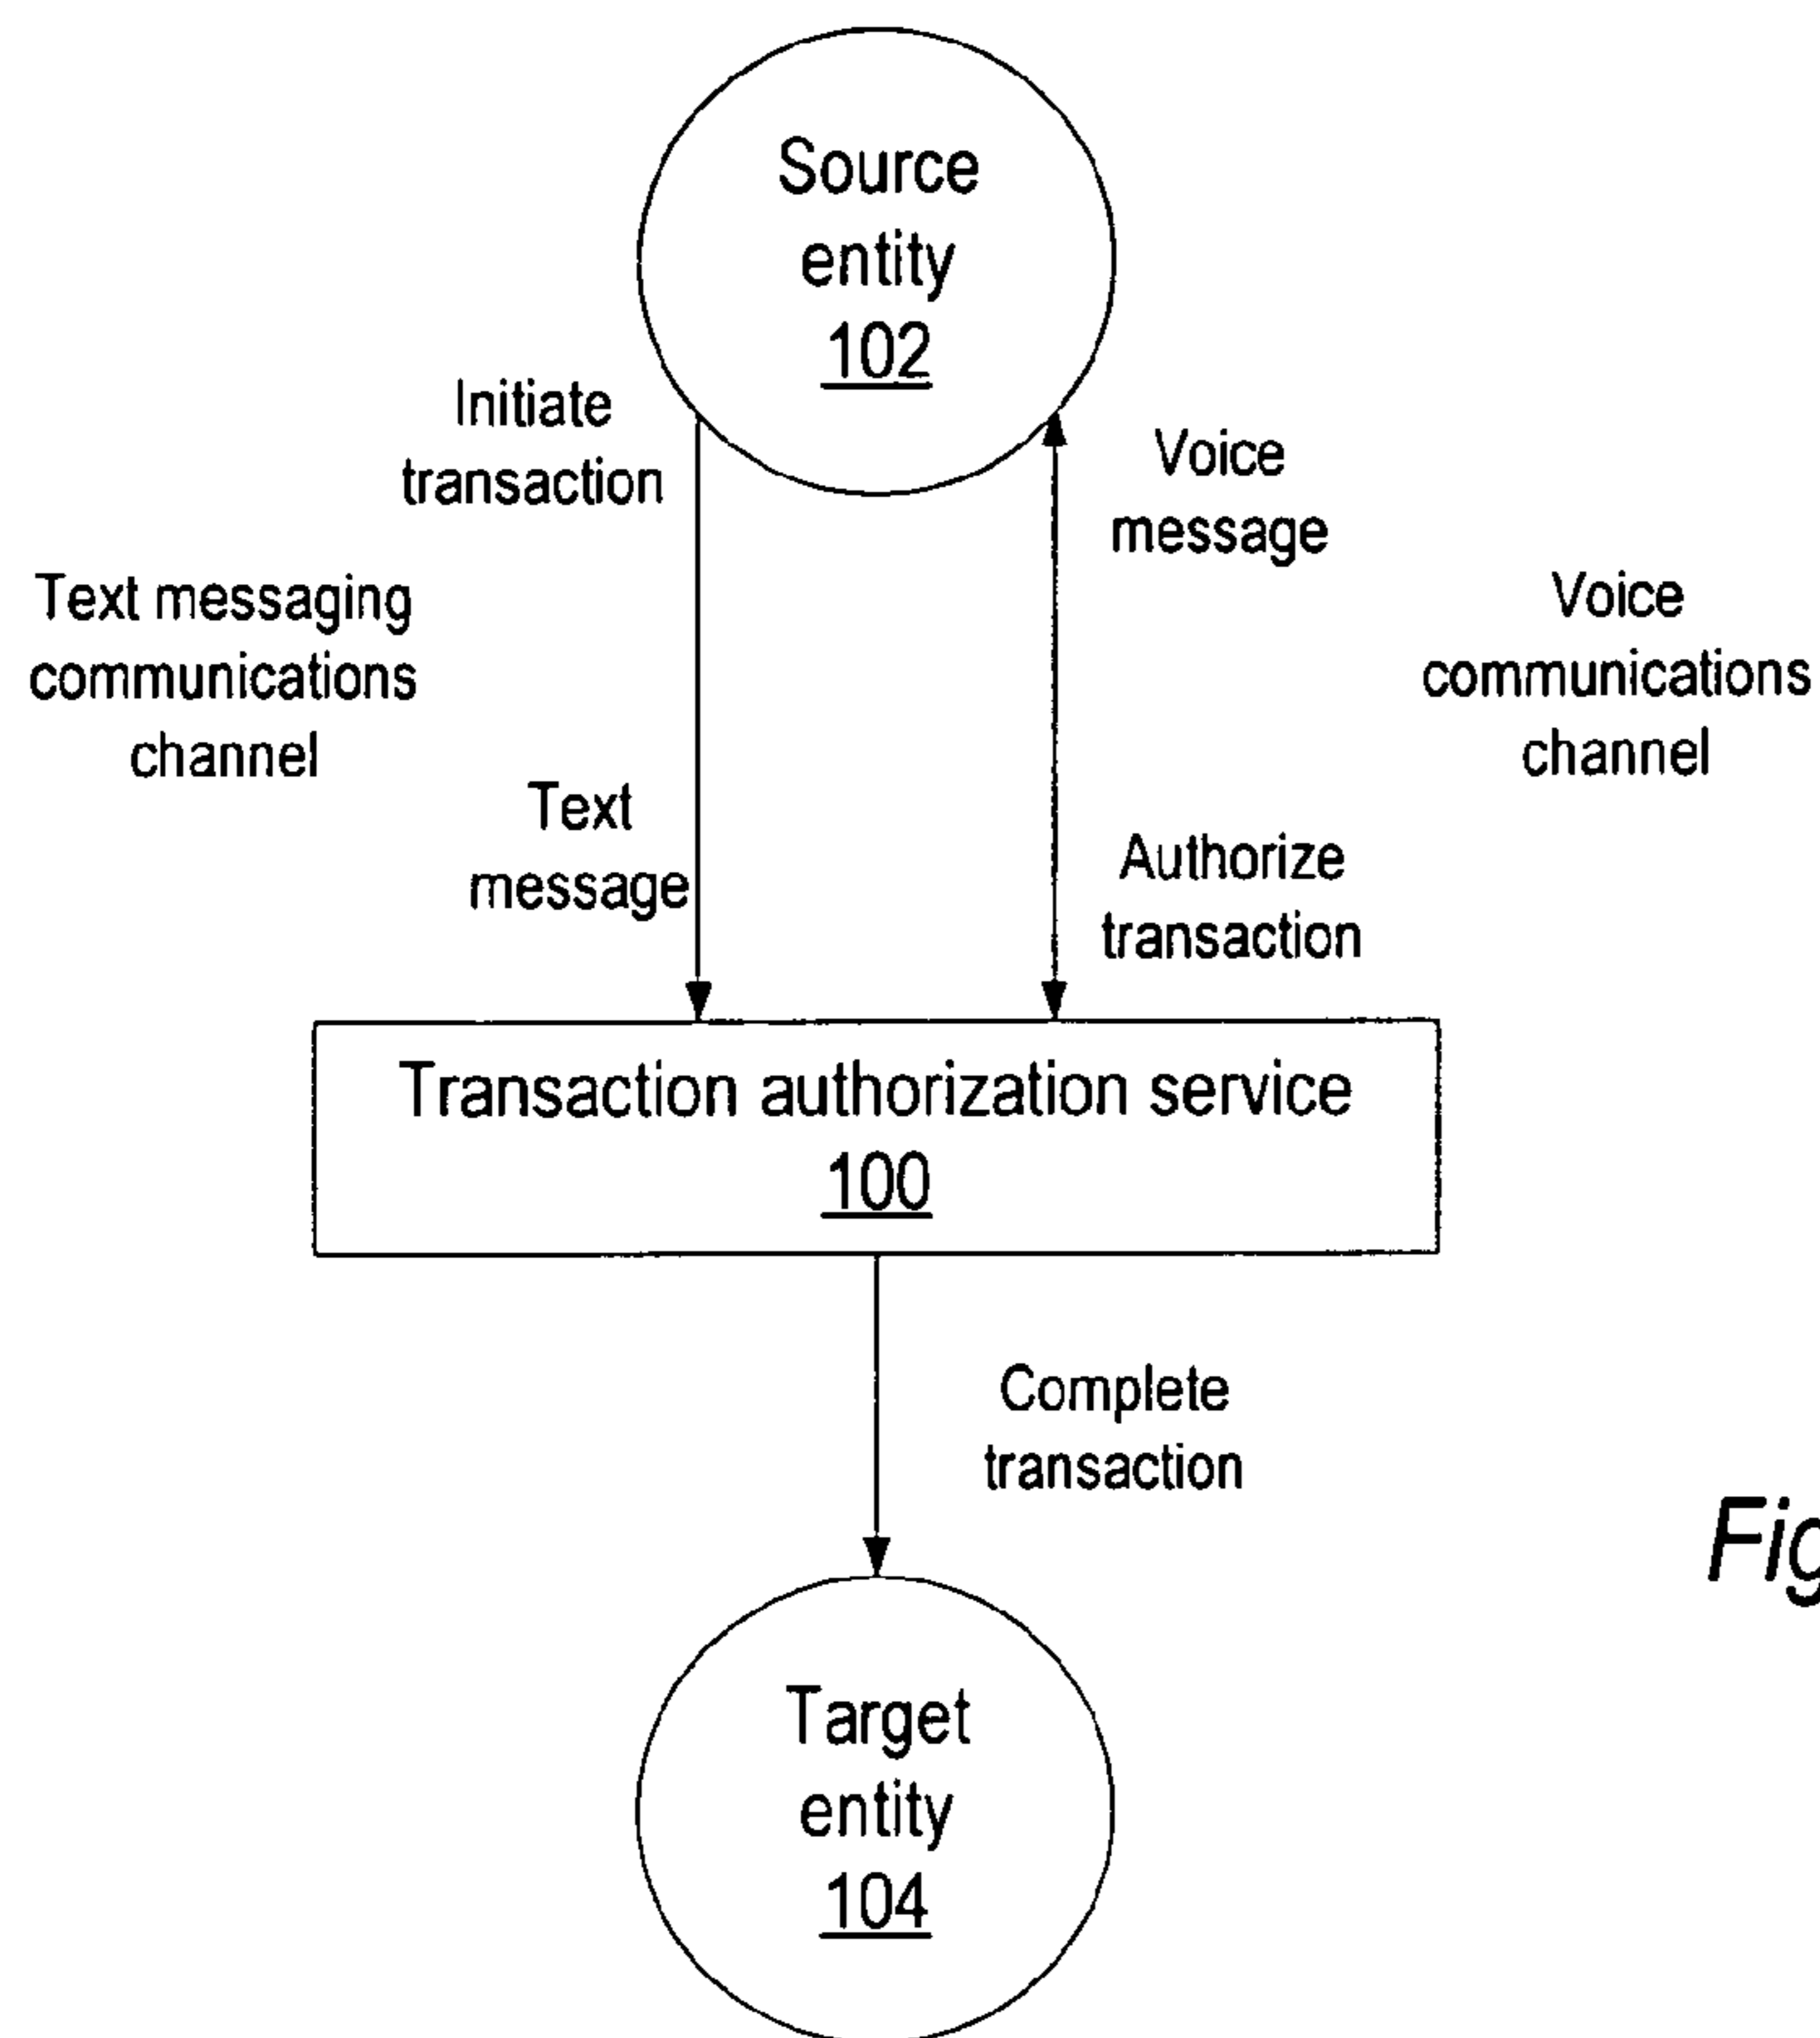 Source
entity
102
Initiate
transaction
Voice
message
Text messaging
communications
channel
Voice
communications
channel
Text
message
Authorize
transaction
Transaction authorization service
100
Complete
transaction
Target
entity
104